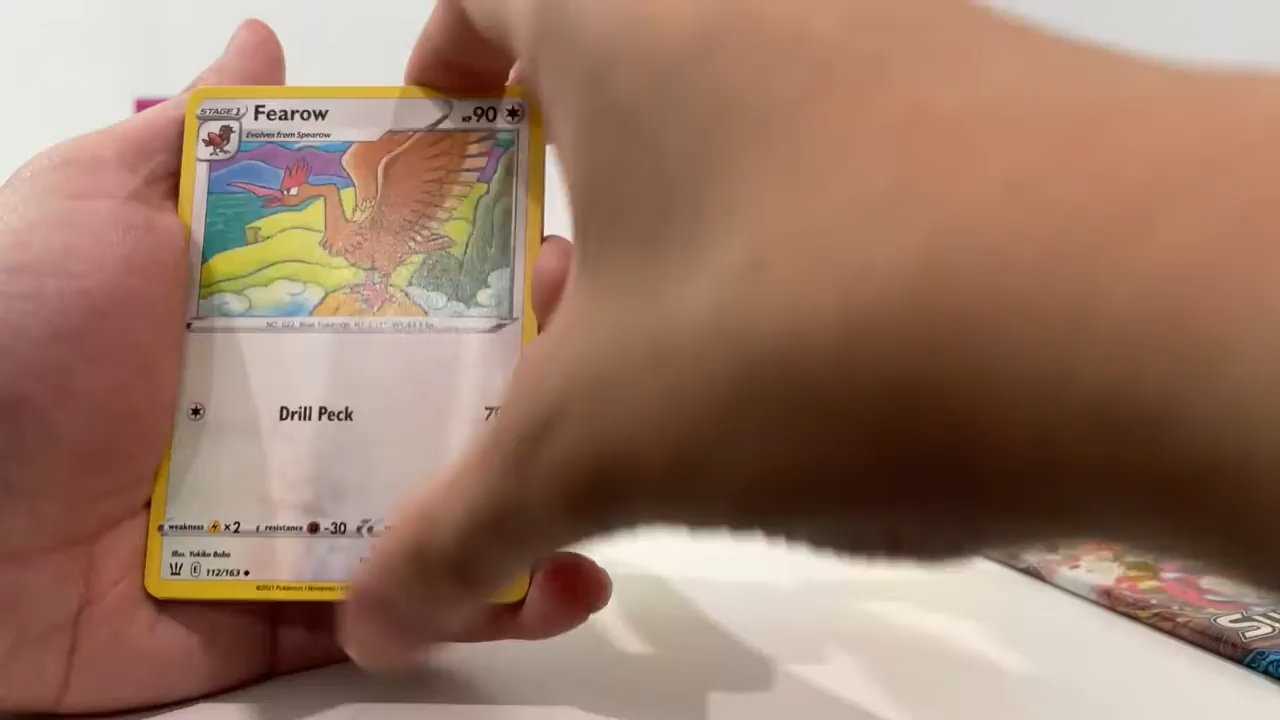 STAGE 1 Fearow HP 90
Evolves from Spearow
Drill Peck
weakness ×2 resistance -30
Illus. Yukiko Baba
E 112/163